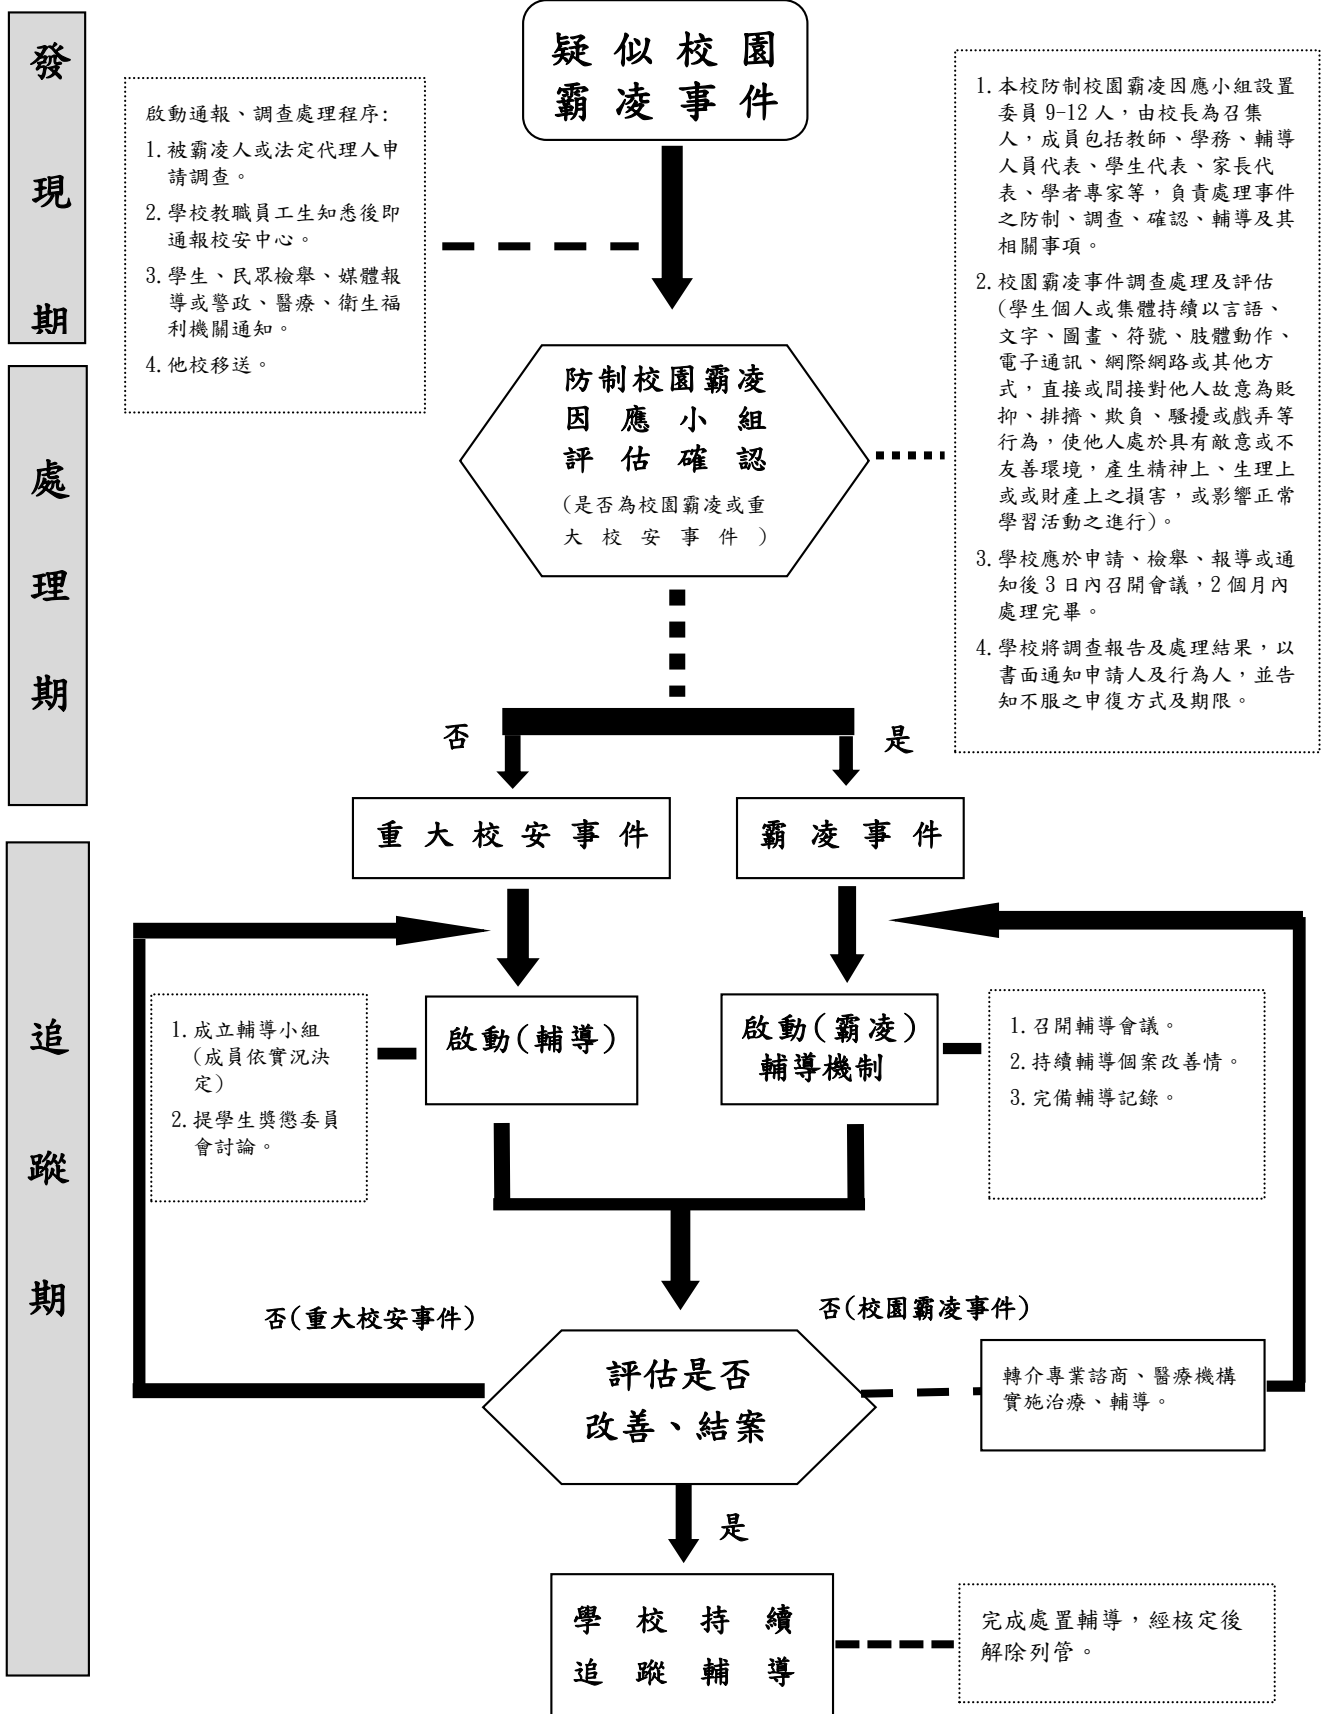 發
現
期
疑似校園
霸凌事件
啟動通報、調查處理程序:
1.被霸凌人或法定代理人申
請調查。
2.學校教職員工生知悉後即
通報校安中心。
3.學生、民眾檢舉、媒體報
導或警政、醫療、衛生福
利機關通知。
4.他校移送。
1.本校防制校園霸凌因應小組設置
委員 9-12 人,由校長為召集
人,成員包括教師、學務、輔導
人員代表、學生代表、家長代
表、學者專家等,負責處理事件
之防制、調查、確認、輔導及其
相關事項。
2.校園霸凌事件調查處理及評估
(學生個人或集體持續以言語、
文字、圖畫、符號、肢體動作、
電子通訊、網際網路或其他方
式,直接或間接對他人故意為貶
抑、排擠、欺負、騷擾或戲弄等
行為,使他人處於具有敵意或不
友善環境,產生精神上、生理上
或或財產上之損害,或影響正常
學習活動之進行)。
3.學校應於申請、檢舉、報導或通
知後 3 日內召開會議,2 個月內
處理完畢。
4.學校將調查報告及處理結果,以
書面通知申請人及行為人,並告
知不服之申復方式及期限。
處
理
期
防制校園霸凌
因應小組
評估確認
(是否為校園霸凌或重
大校安事件)
否
是
重大校安事件
霸凌事件
追
蹤
期
1.成立輔導小組
(成員依實況決
定)
2.提學生獎懲委員
會討論。
啟動(輔導)
啟動(霸凌)
輔導機制
1.召開輔導會議。
2.持續輔導個案改善情。
3.完備輔導記錄。
否(重大校安事件)
否(校園霸凌事件)
評估是否
改善、結案
轉介專業諮商、醫療機構
實施治療、輔導。
是
學校持續
追蹤輔導
完成處置輔導,經核定後
解除列管。